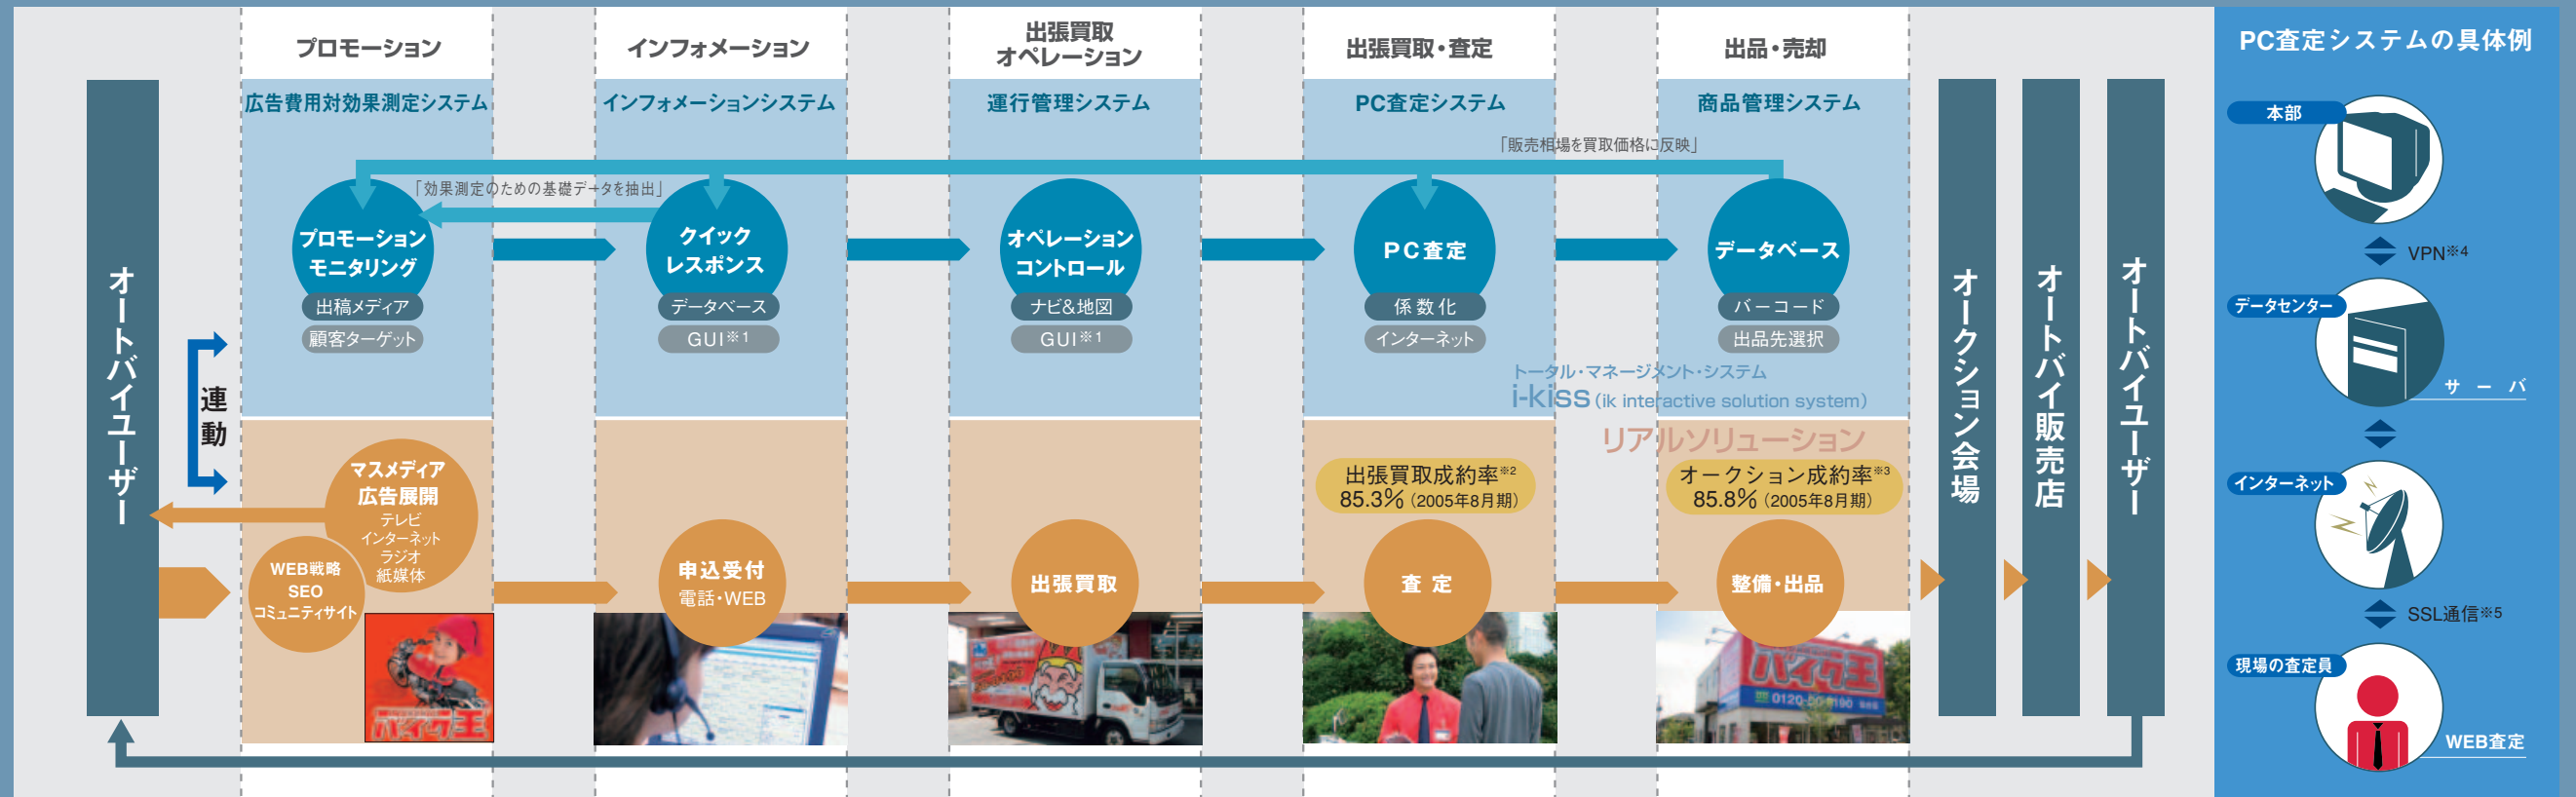 プロモーション
インフォメーション
出張買取
オペレーション
出張買取・査定
出品・売却
広告費用対効果測定システム
インフォメーションシステム
運行管理システム
PC査定システム
商品管理システム
「販売相場を買取価格に反映」
「効果測定のための基礎データを抽出」
プロモーション
モニタリング
出稿メディア
顧客ターゲット
クイック
レスポンス
データベース
GUI※1
オペレーション
コントロール
ナビ&地図
GUI※1
PC査定
係数化
インターネット
データベース
バーコード
出品先選択
トータル・マネージメント・システム
i-kiss (ik interactive solution system)
リアルソリューション
オートバイユーザー
連動
マスメディア
広告展開
テレビ
インターネット
ラジオ
紙媒体
WEB戦略
SEO
コミュニティサイト
バイク王
申込受付
電話・WEB
出張買取
出張買取成約率※2
85.3%（2005年8月期）
査定
オークション成約率※3
85.8%（2005年8月期）
整備・出品
バイク王
オークション会場
オートバイ販売店
オートバイユーザー
PC査定システムの具体例
本部
VPN※4
データセンター
サーバ
インターネット
SSL通信※5
現場の査定員
WEB査定